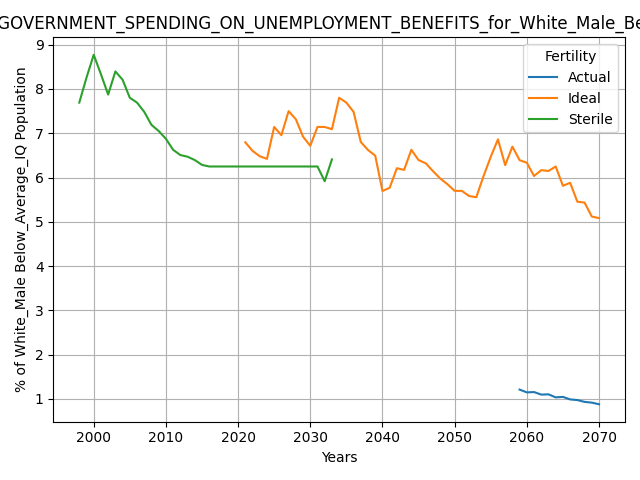 GOVERNMENT_SPENDING_ON_UNEMPLOYMENT_BENEFITS_for_White_Male_Be
Fertility
Actual
Ideal
Sterile
% of White_Male Below_Average_IQ Population
9
8
7
6
5
4
3
2
1
2000 2010 2020 2030 2040 2050 2060 2070
Years